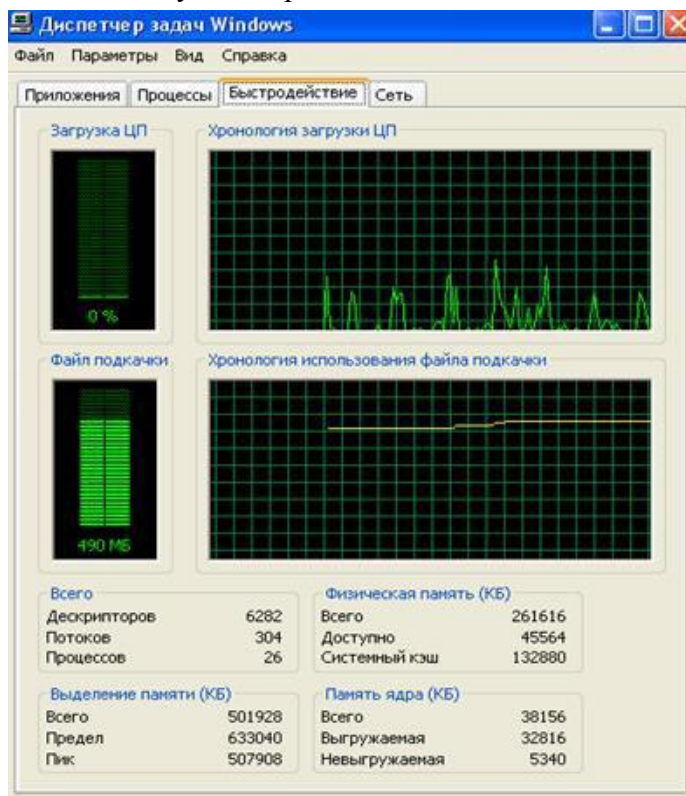 Диспетчер задач Windows
Файл Параметры Вид Справка
Приложения Процессы Быстродействие Сеть
Загрузка ЦП Хронология загрузки ЦП
0 %
Файл подкачки Хронология использования файла подкачки
490 МБ
Всего
Дескрипторов 6282
Потоков 304
Процессов 26
Физическая память (КБ)
Всего 261616
Доступно 45564
Системный кэш 132880
Выделение памяти (КБ)
Всего 501928
Предел 633040
Пик 507908
Память ядра (КБ)
Всего 38156
Выгружаемая 32816
Невыгружаемая 5340